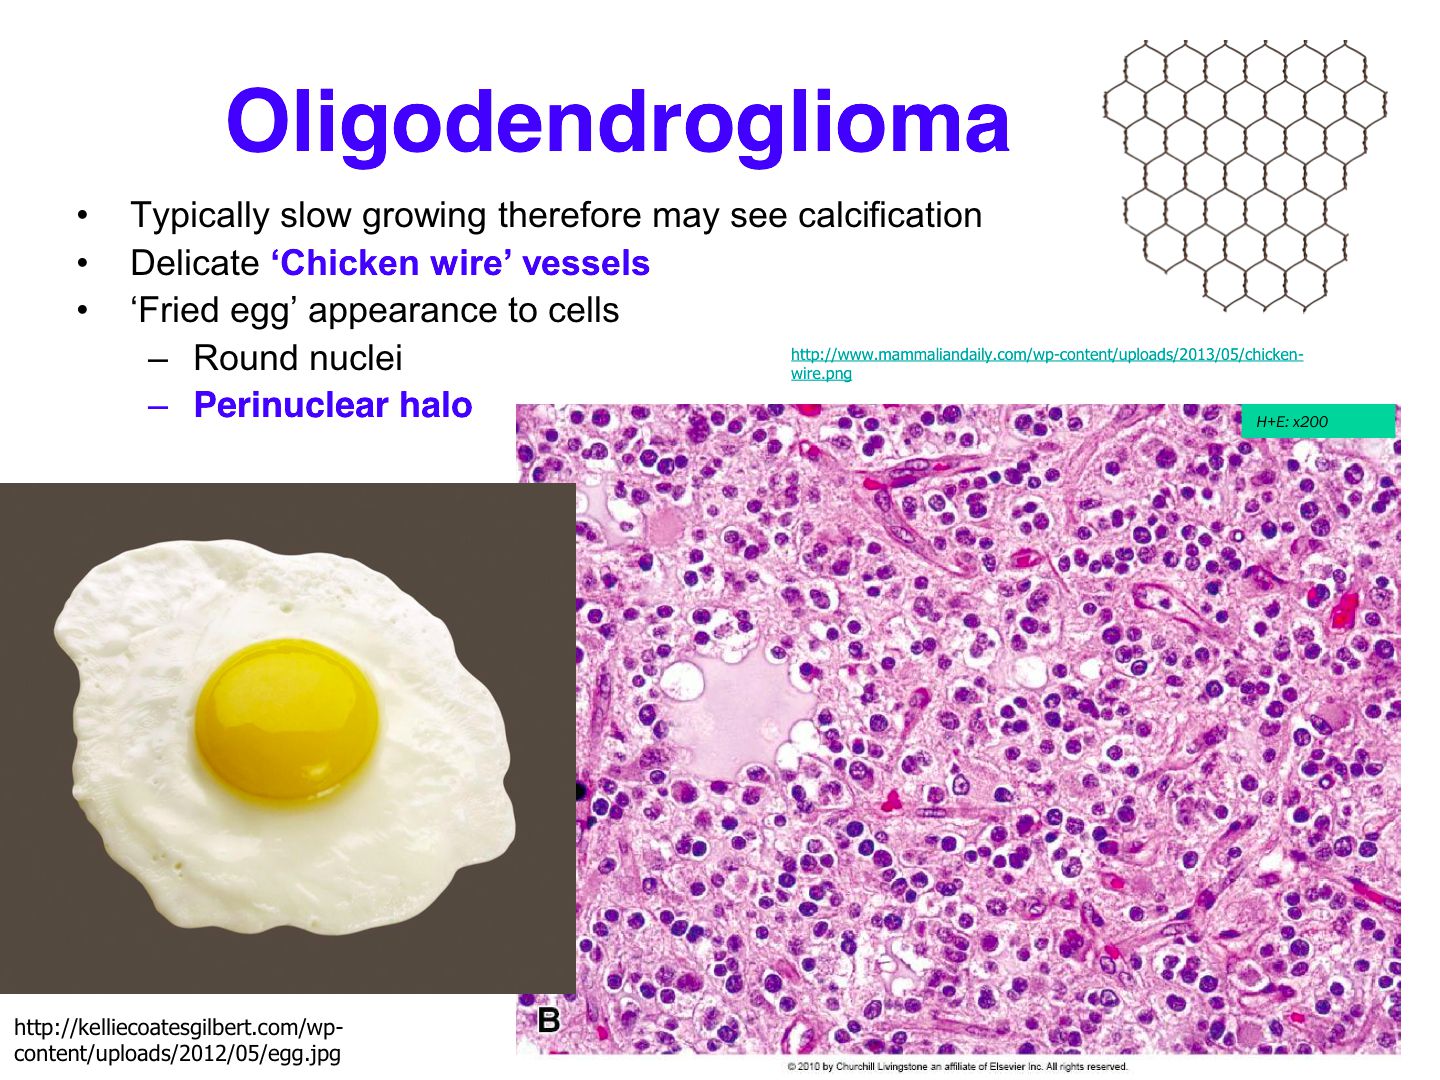 Oligodendroglioma
• Typically slow growing therefore may see calcification
• Delicate ‘Chicken wire’ vessels
• ‘Fried egg’ appearance to cells
– Round nuclei
– Perinuclear halo
http://www.mammaliandaily.com/wp-content/uploads/2013/05/chicken-
wire.png
H+E: x200
B
http://kelliecoatesgilbert.com/wp-
content/uploads/2012/05/egg.jpg
© 2010 by Churchill Livingstone an affiliate of Elsevier Inc. All rights reserved.